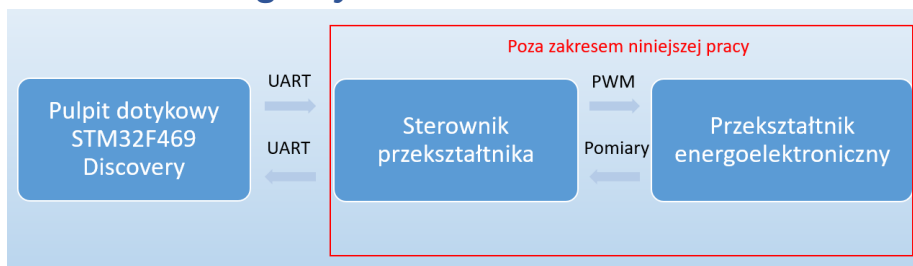 Poza zakresem niniejszej pracy
UART
PWM
Pulpit dotykowy
STM32F469
Discovery
Sterownik
przekształtnika
Przekształtnik
energoelektroniczny
UART
Pomiary